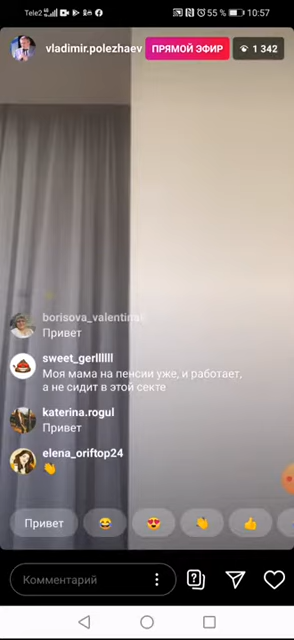 Tele2 55 % 10:57
vladimir.polezhaev ПРЯМОЙ ЭФИР 1 342
borisova_valentina
Привет
sweet_gerllllll
Моя мама на пенсии уже, и работает,
а не сидит в этой секте
katerina.rogul
Привет
elena_oriftop24
👏
Привет 😂 😍 👏 👍
Комментарий